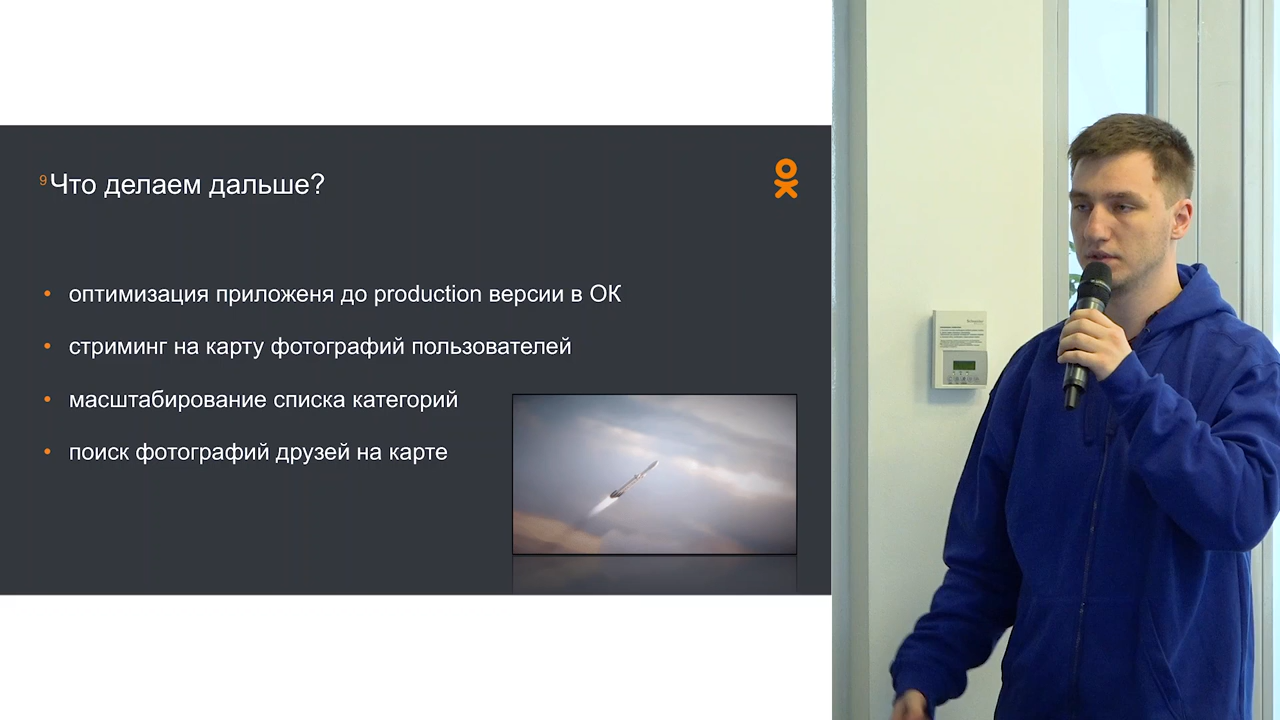 9
Что делаем дальше?
• оптимизация приложеня до production версии в ОК
• стриминг на карту фотографий пользователей
• масштабирование списка категорий
• поиск фотографий друзей на карте